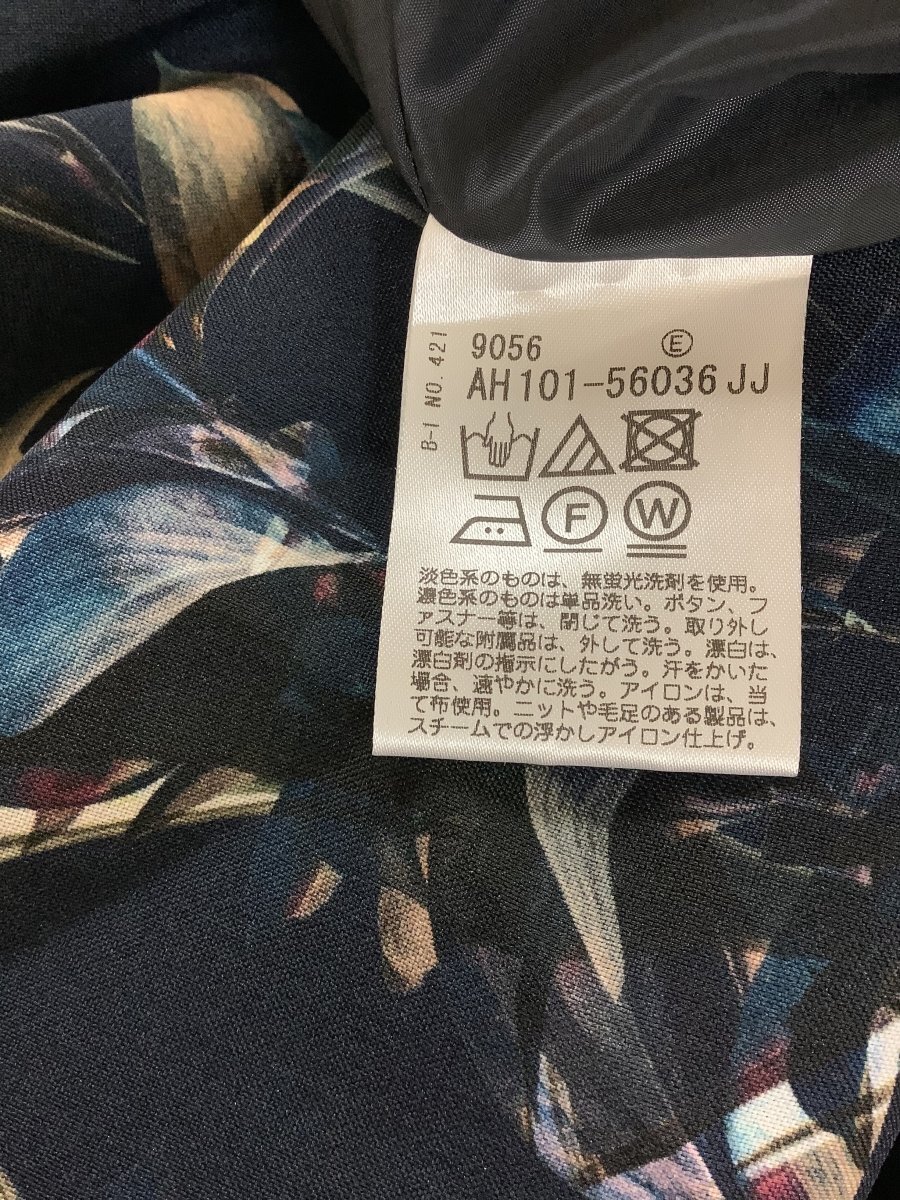 B-1 NO. 421
9056 E
AH101-56036 JJ
F W
淡色系のものは、無蛍光洗剤を使用。
濃色系のものは単品洗い。ボタン、フ
ァスナー等は、閉じて洗う。取り外し
可能な附属品は、外して洗う。漂白は、
漂白剤の指示にしたがう。汗をかいた
場合、速やかに洗う。アイロンは、当
て布使用。ニットや毛足のある製品は、
スチームでの浮かしアイロン仕上げ。